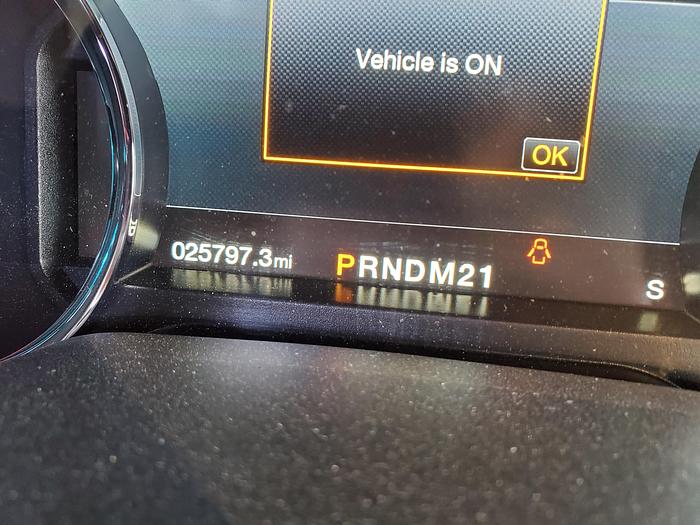 Vehicle is ON
OK
025797.3mi PRNDM21
S